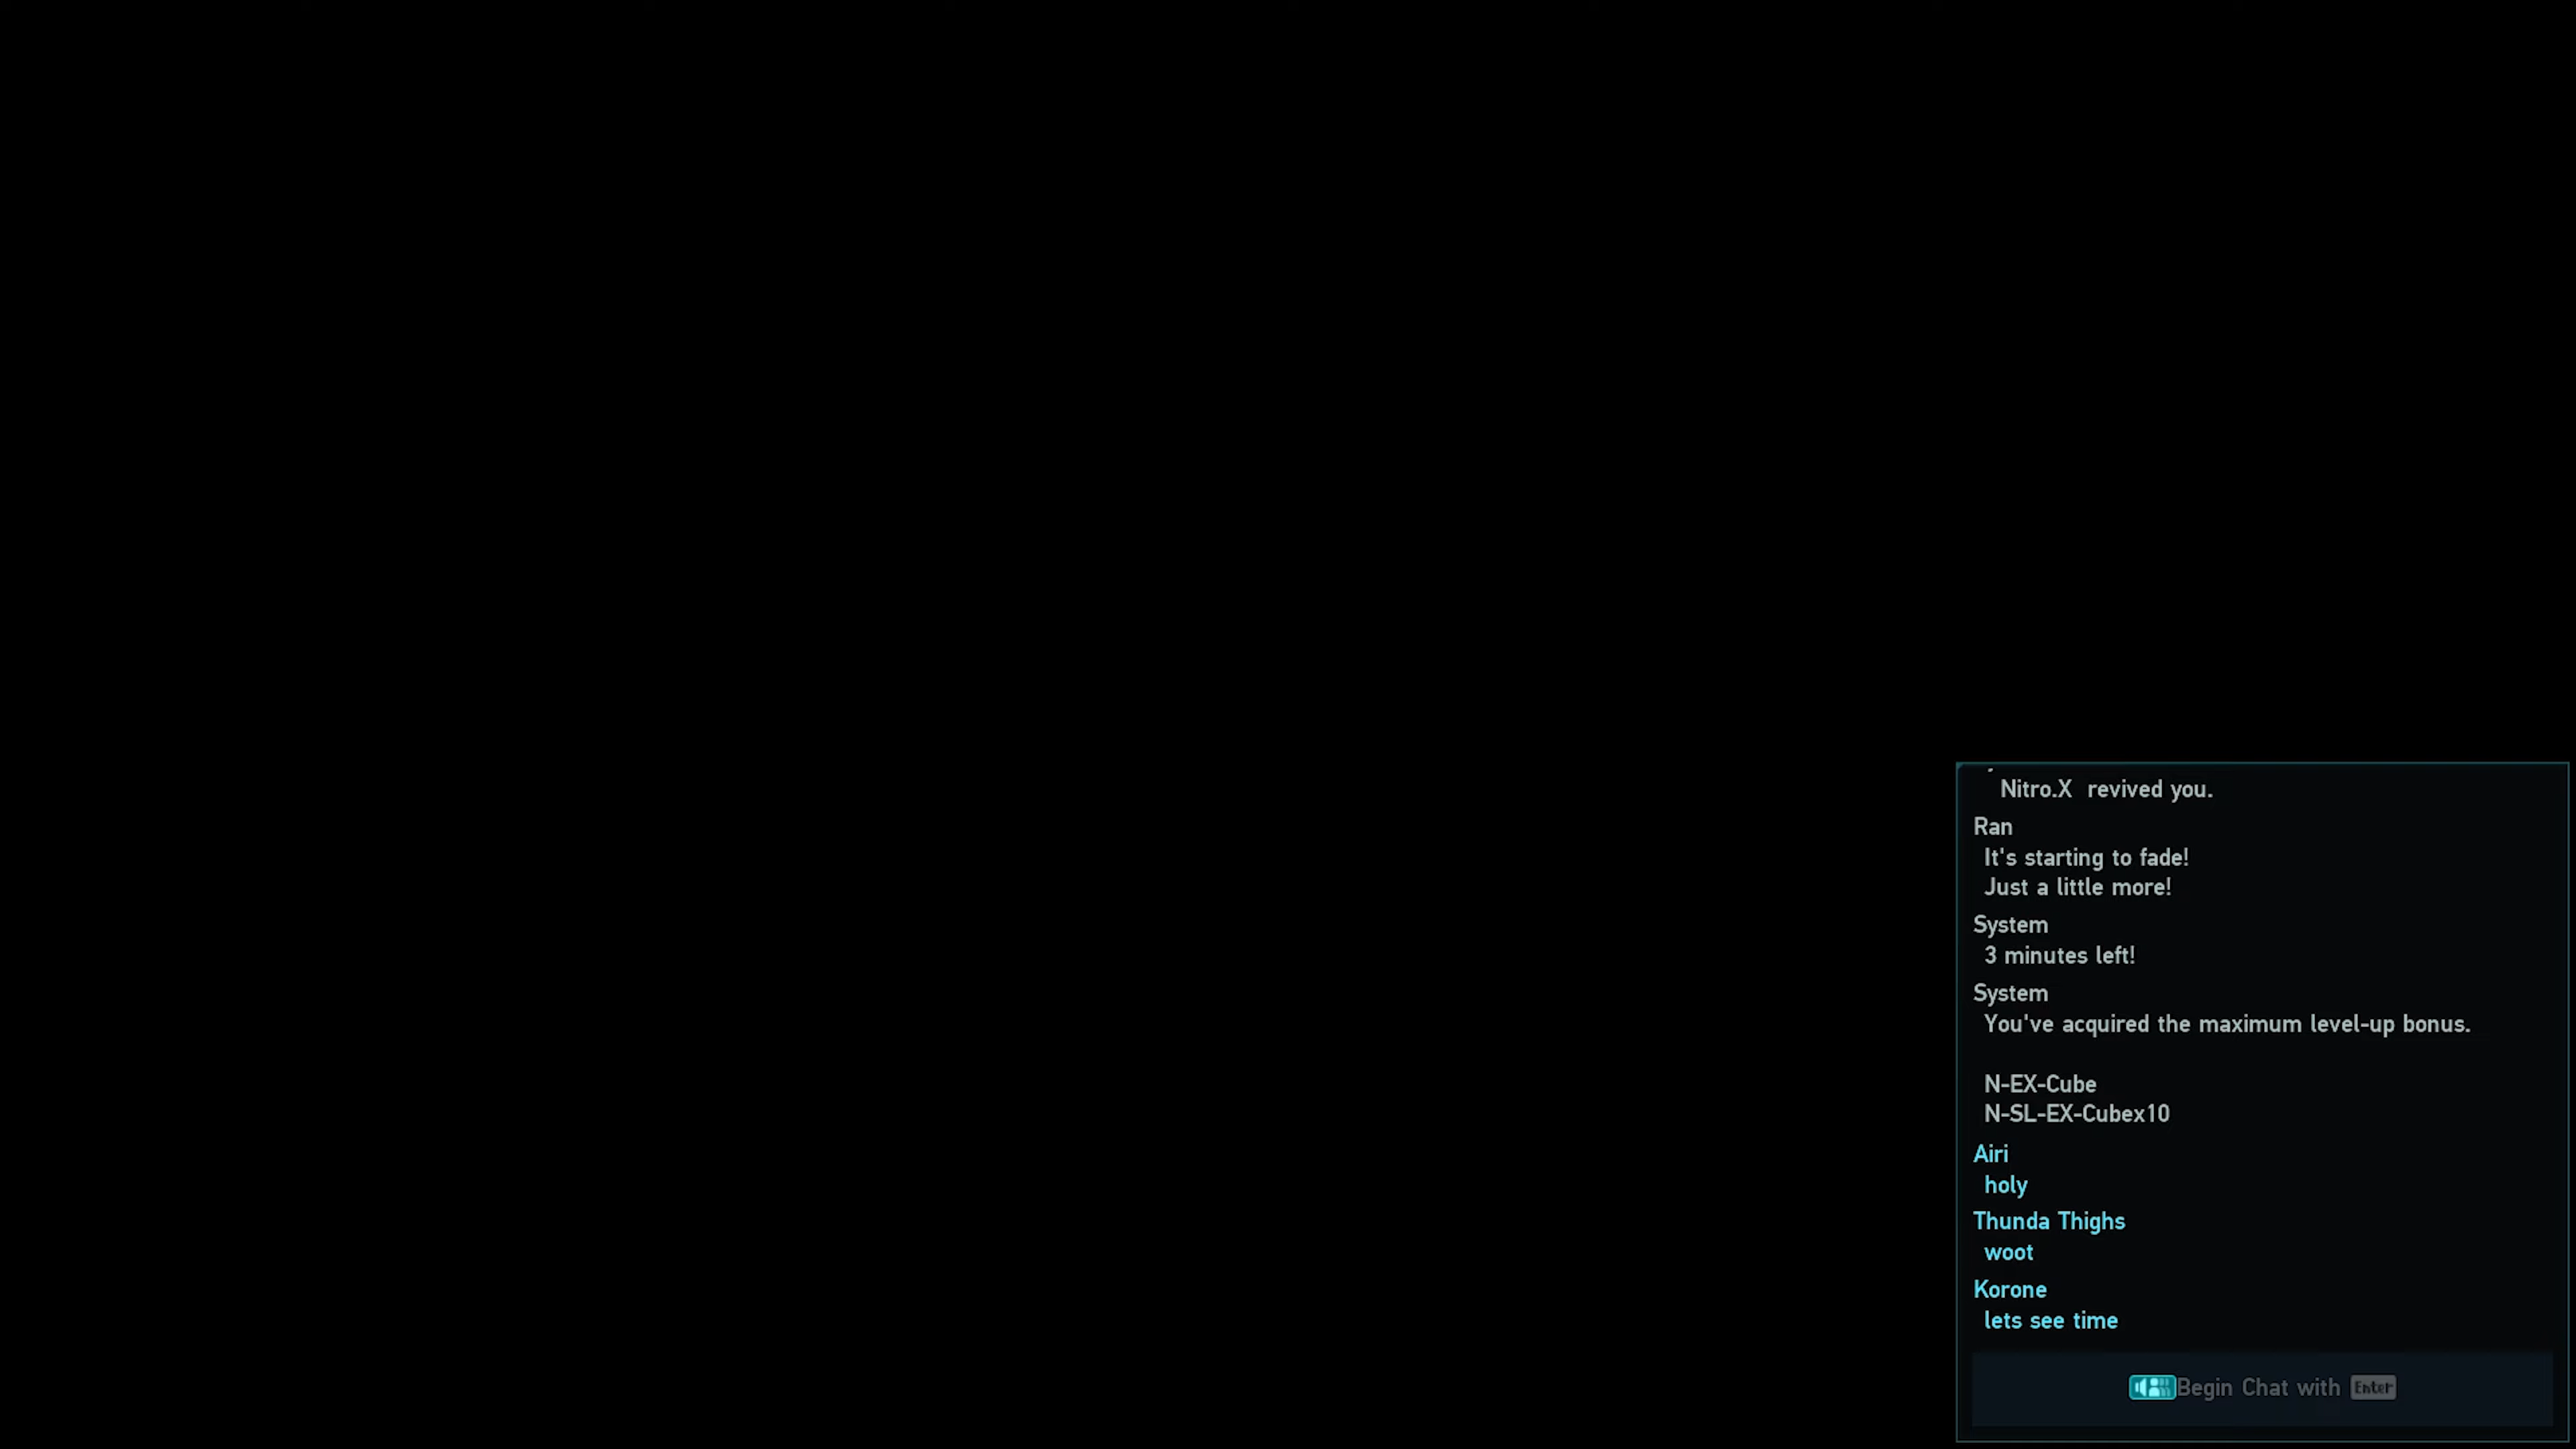 Nitro.X revived you.
Ran
It's starting to fade!
Just a little more!
System
3 minutes left!
System
You've acquired the maximum level-up bonus.
N-EX-Cube
N-SL-EX-Cubex10
Airi
holy
Thunda Thighs
woot
Korone
lets see time
Begin Chat with Enter